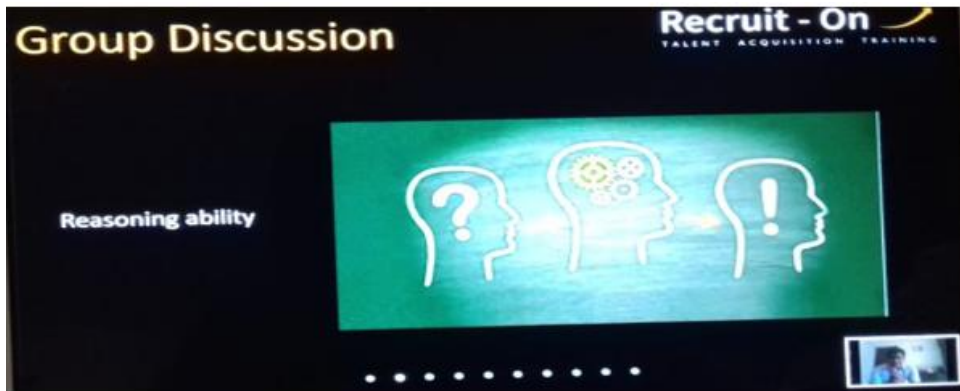 Group Discussion
Recruit - On
TALENT ACQUISITION TRAINING
Reasoning ability
?
!